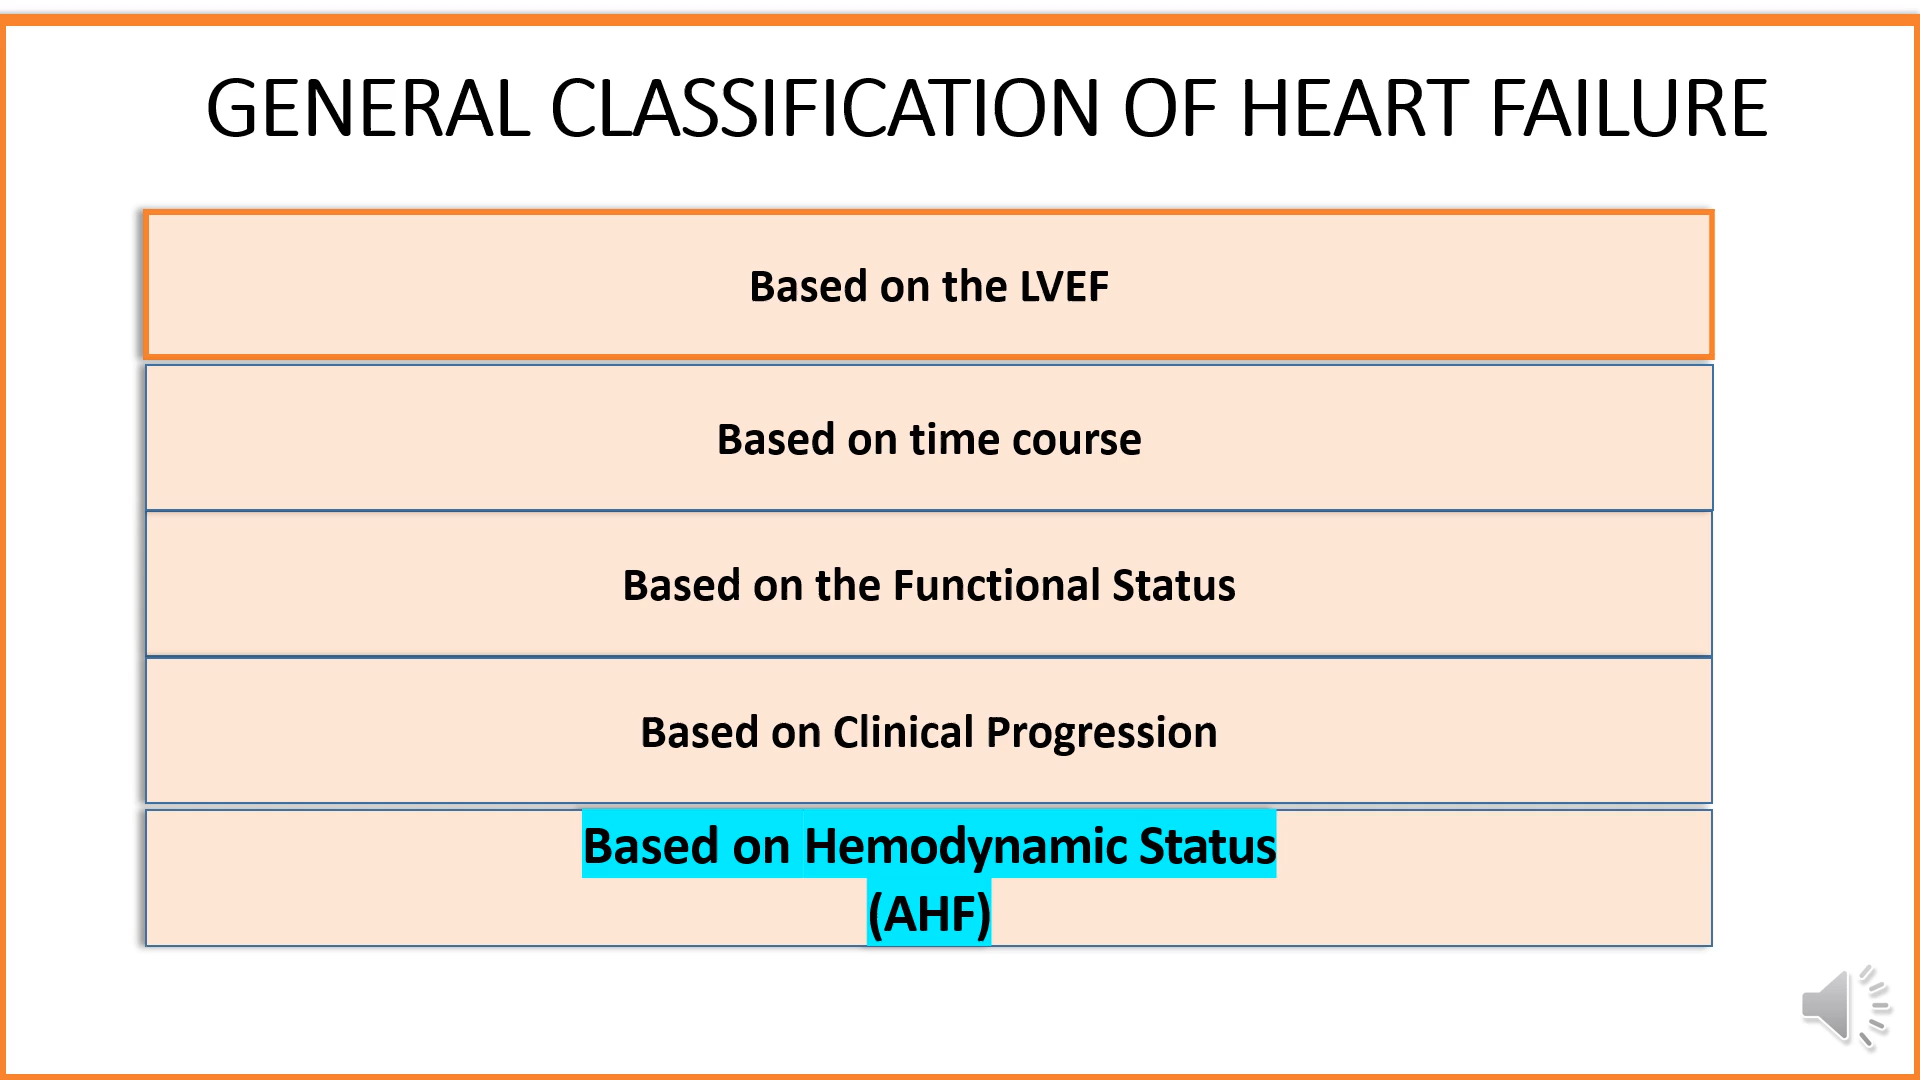 GENERAL CLASSIFICATION OF HEART FAILURE
Based on the LVEF
Based on time course
Based on the Functional Status
Based on Clinical Progression
Based on Hemodynamic Status
(AHF)